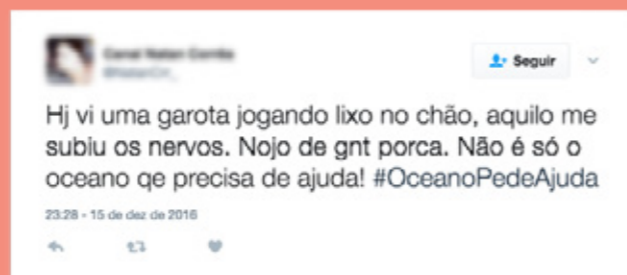 Seguir
Hj vi uma garota jogando lixo no chão, aquilo me
subiu os nervos. Nojo de gnt porca. Não é só o
oceano qe precisa de ajuda! #OceanoPedeAjuda
23:28 - 15 de dez de 2016